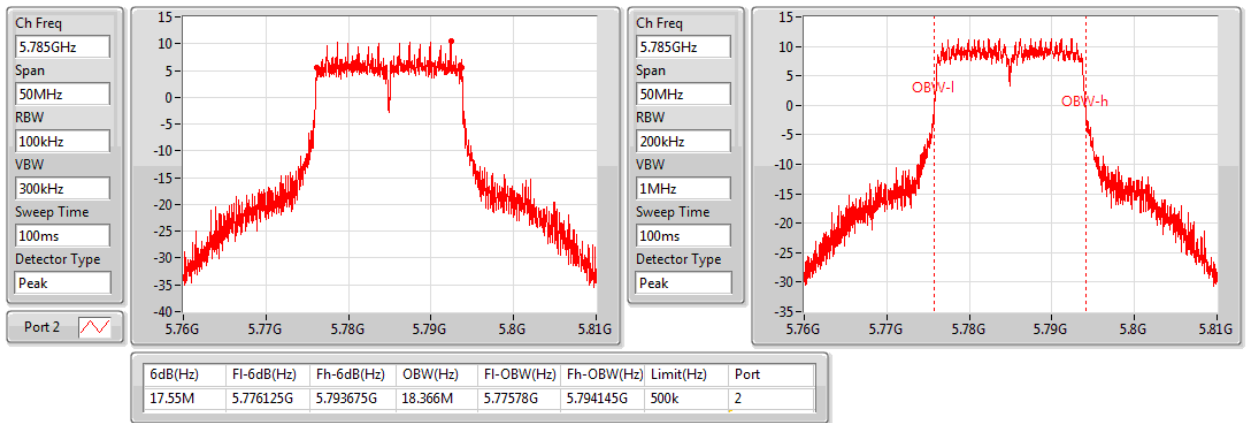 Ch Freq
5.785GHz
Span
50MHz
RBW
100kHz
VBW
300kHz
Sweep Time
100ms
Detector Type
Peak
Port 2
15
10
5
0
-5
-10
-15
-20
-25
-30
-35
-40
5.76G 5.77G 5.78G 5.79G 5.8G 5.81G
Ch Freq
5.785GHz
Span
50MHz
RBW
200kHz
VBW
1MHz
Sweep Time
100ms
Detector Type
Peak
15
10
5
0
-5
-10
-15
-20
-25
-30
-35
OBW-l
OBW-h
5.76G 5.77G 5.78G 5.79G 5.8G 5.81G
6dB(Hz) Fl-6dB(Hz) Fh-6dB(Hz) OBW(Hz) Fl-OBW(Hz) Fh-OBW(Hz) Limit(Hz) Port
17.55M 5.776125G 5.793675G 18.366M 5.77578G 5.794145G 500k 2